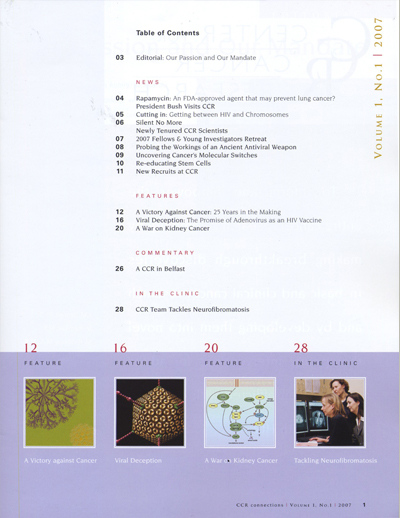 Table of Contents
03 Editorial: Our Passion and Our Mandate
NEWS
04 Rapamycin: An FDA-approved agent that may prevent lung cancer?
President Bush Visits CCR
05 Cutting in: Getting between HIV and Chromosomes
06 Silent No More
Newly Tenured CCR Scientists
07 2007 Fellows & Young Investigators Retreat
08 Probing the Workings of an Ancient Antiviral Weapon
09 Uncovering Cancer's Molecular Switches
10 Re-educating Stem Cells
11 New Recruits at CCR
FEATURES
12 A Victory Against Cancer: 25 Years in the Making
16 Viral Deception: The Promise of Adenovirus as an HIV Vaccine
20 A War on Kidney Cancer
COMMENTARY
26 A CCR in Belfast
IN THE CLINIC
28 CCR Team Tackles Neurofibromatosis
VOLUME 1, NO.1 | 2007
12
FEATURE
A Victory against Cancer
16
FEATURE
Viral Deception
20
FEATURE
A War on Kidney Cancer
28
IN THE CLINIC
Tackling Neurofibromatosis
CCR connections | Volume 1, No.1 | 2007 1